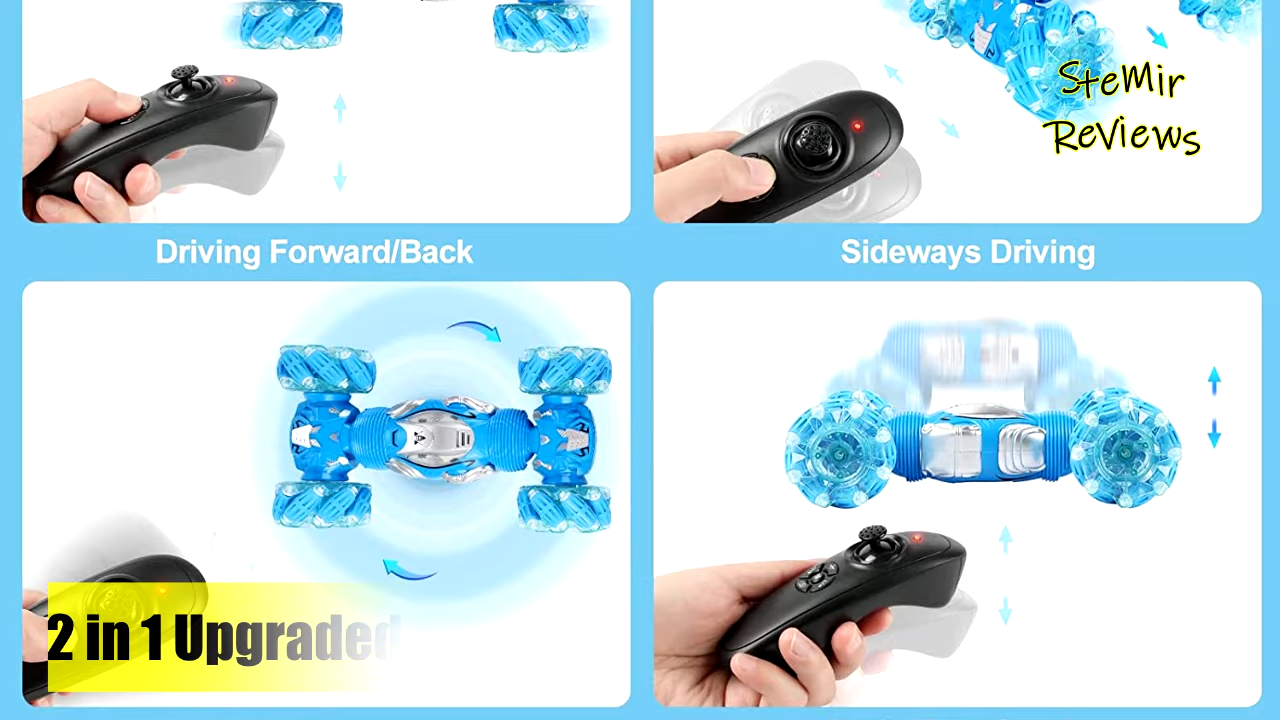 SteMir
Reviews
Driving Forward/Back
Sideways Driving
2 in 1 Upgraded